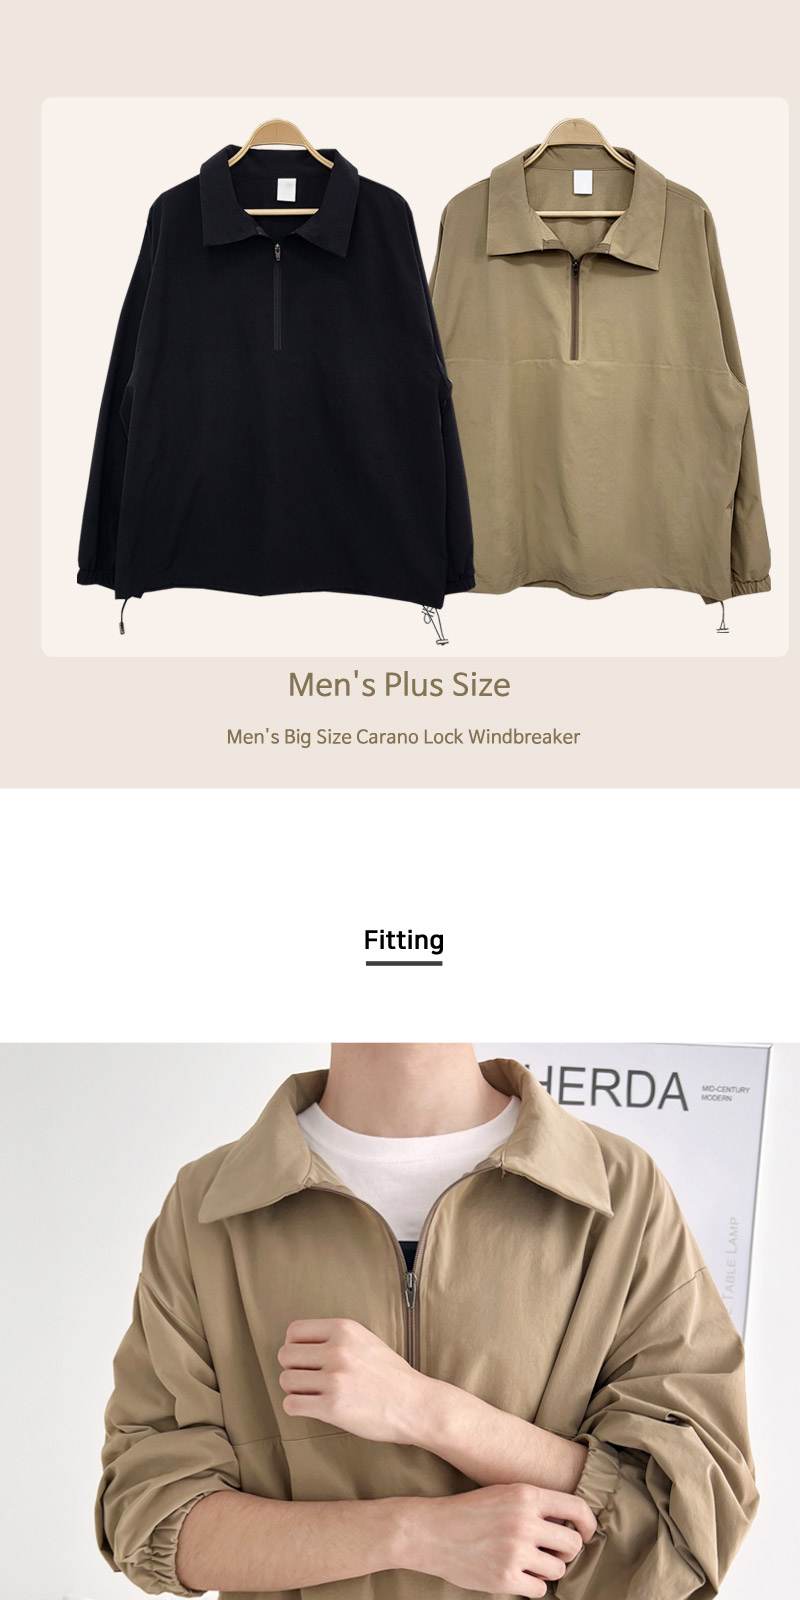 Men's Plus Size
Men's Big Size Carano Lock Windbreaker
Fitting
HERDA
MID-CENTURY
MODERN
TABLE LAMP